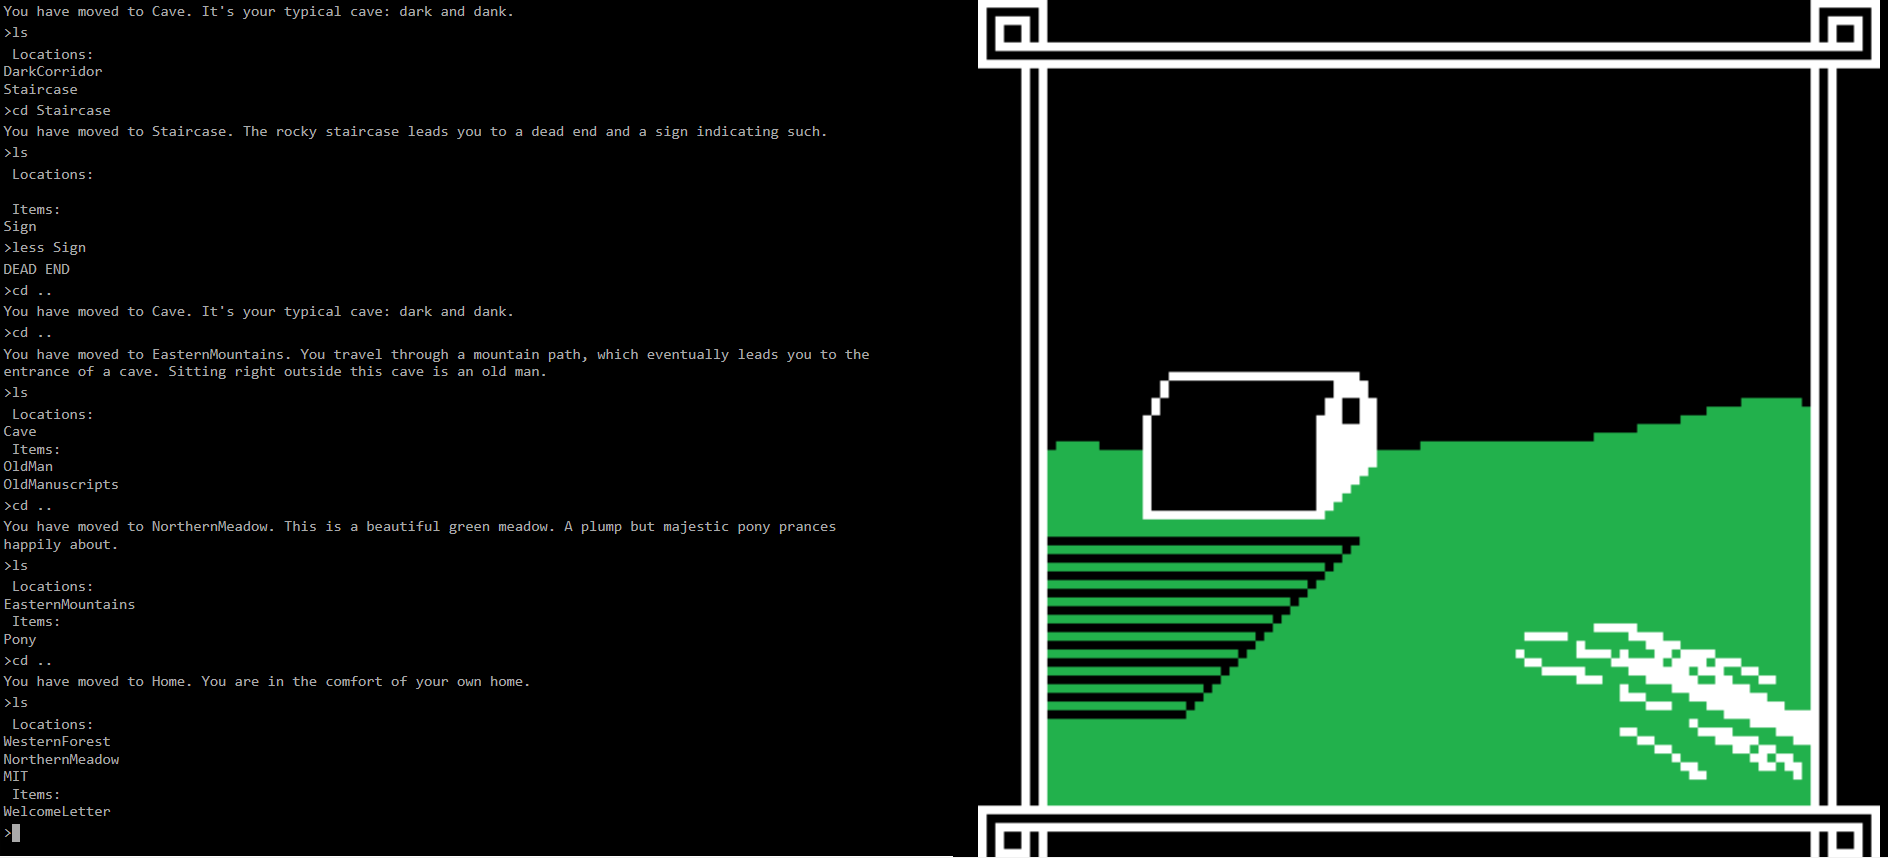 You have moved to Cave. It's your typical cave: dark and dank.
>ls
Locations:
DarkCorridor
Staircase
>cd Staircase
You have moved to Staircase. The rocky staircase leads you to a dead end and a sign indicating such.
>ls
Locations:
Items:
Sign
>less Sign
DEAD END
>cd ..
You have moved to Cave. It's your typical cave: dark and dank.
>cd ..
You have moved to EasternMountains. You travel through a mountain path, which eventually leads you to the
entrance of a cave. Sitting right outside this cave is an old man.
>ls
Locations:
Cave
Items:
OldMan
OldManuscripts
>cd ..
You have moved to NorthernMeadow. This is a beautiful green meadow. A plump but majestic pony prances
happily about.
>ls
Locations:
EasternMountains
Items:
Pony
>cd ..
You have moved to Home. You are in the comfort of your own home.
>ls
Locations:
WesternForest
NorthernMeadow
MIT
Items:
WelcomeLetter
>